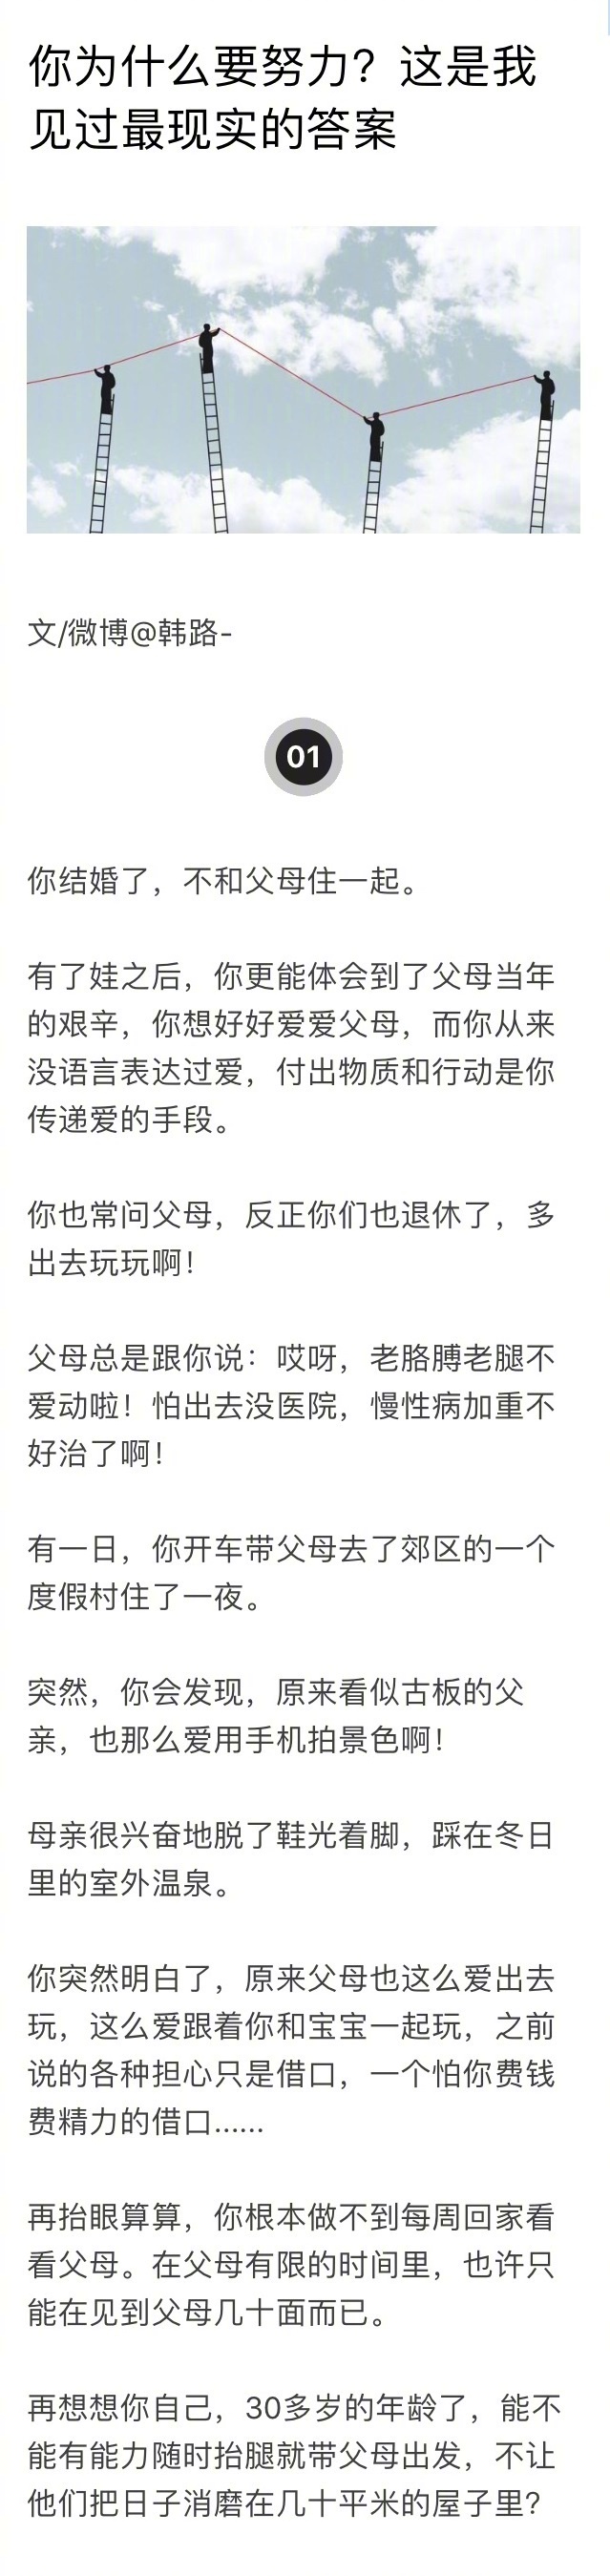 你为什么要努力？这是我
见过最现实的答案
文/微博@韩路-
01
你结婚了，不和父母住一起。
有了娃之后，你更能体会到了父母当年
的艰辛，你想好好爱爱父母，而你从来
没语言表达过爱，付出物质和行动是你
传递爱的手段。
你也常问父母，反正你们也退休了，多
出去玩玩啊！
父母总是跟你说：哎呀，老胳膊老腿不
爱动啦！怕出去没医院，慢性病加重不
好治了啊！
有一日，你开车带父母去了郊区的一个
度假村住了一夜。
突然，你会发现，原来看似古板的父
亲，也那么爱用手机拍景色啊！
母亲很兴奋地脱了鞋光着脚，踩在冬日
里的室外温泉。
你突然明白了，原来父母也这么爱出去
玩，这么爱跟着你和宝宝一起玩，之前
说的各种担心只是借口，一个怕你费钱
费精力的借口……
再抬眼算算，你根本做不到每周回家看
看父母。在父母有限的时间里，也许只
能在见到父母几十面而已。
再想想你自己，30多岁的年龄了，能不
能有能力随时抬腿就带父母出发，不让
他们把日子消磨在几十平米的屋子里？